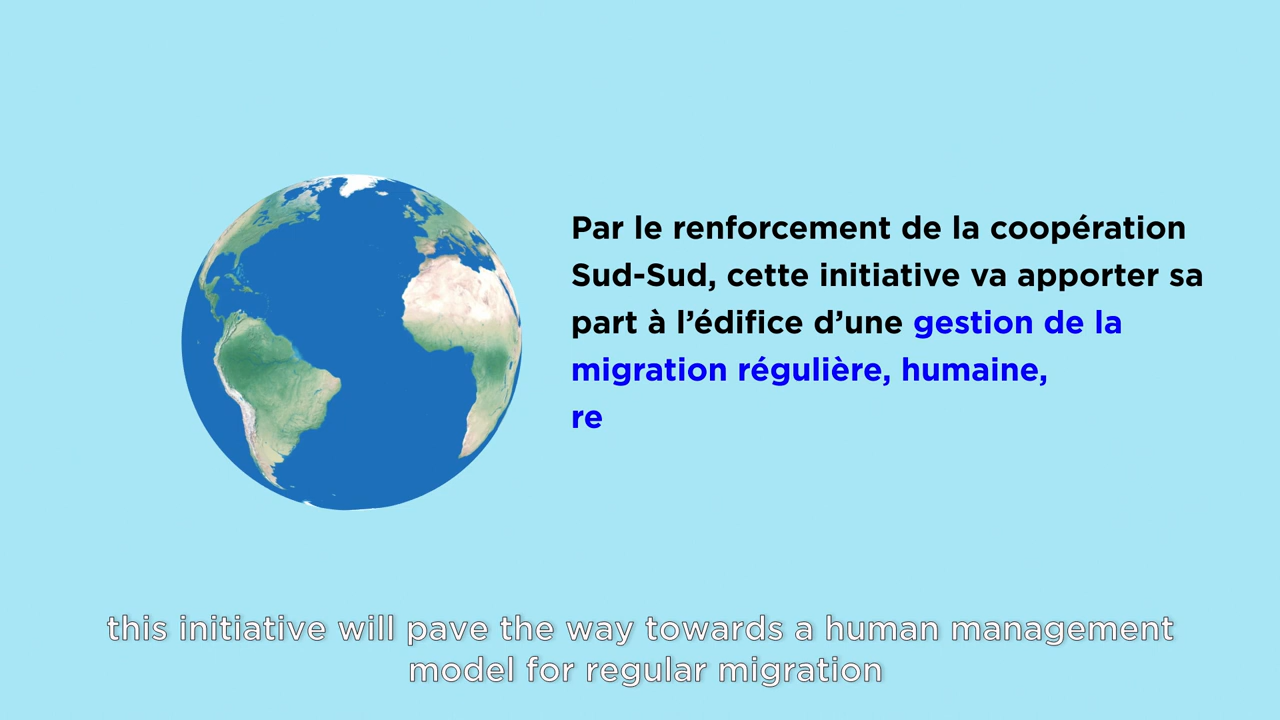 Par le renforcement de la coopération
Sud-Sud, cette initiative va apporter sa
part à l’édifice d’une gestion de la
migration régulière, humaine,
re
this initiative will pave the way towards a human management
model for regular migration